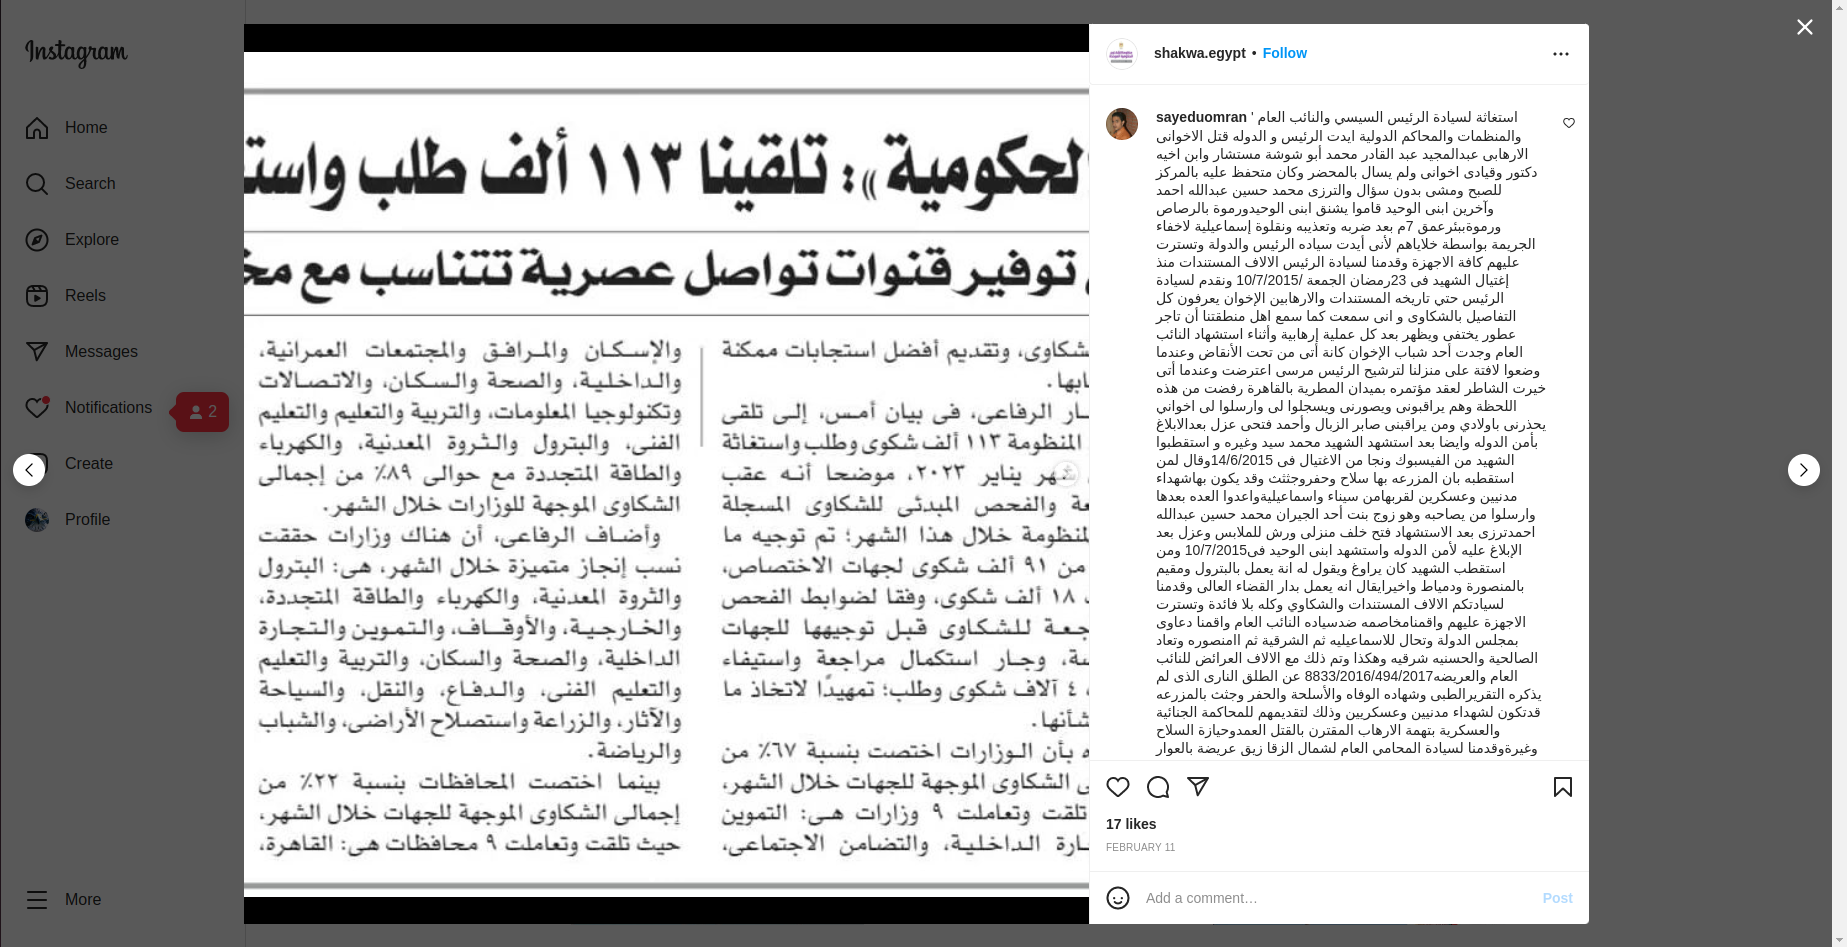 Instagram
Home
Search
Explore
Reels
Messages
Notifications
2
Create
Profile
More
لحكومية»: تلقينا ١١٣ ألف طلب واست
توفير قنوات تواصل عصرية تتناسب مع مخ
شكاوى، وتقديم أفضل استجابات ممكنة
ابها.
ـار الرفاعى، فى بيان أمس، إلى تلقى
المنظومة ١١٣ ألف شكوى وطلب واستغاثة
شهر يناير ٢٠٢٣، موضحا أنه عقب
عة والفحص المبدئى للشكاوى المسجلة
لمنظومة خلال هذا الشهر؛ تم توجيه ما
من ٩١ ألف شكوى لجهات الاختصاص،
١٨ ألف شكوى، وفقا لضوابط الفحص
جعة للشكاوى قبل توجيهها للجهات
ـة، وجار استكمال مراجعة واستيفاء
٤ آلاف شكوى وطلب؛ تمهيدًا لاتخاذ ما
شأنها.
ه بأن الوزارات اختصت بنسبة ٦٧٪ من
ى الشكاوى الموجهة للجهات خلال الشهر،
تلقت وتعاملت ٩ وزارات هى: التموين
ـارة الداخلية، والتضامن الاجتماعى،
والإسكان والمرافق والمجتمعات العمرانية،
والداخلية، والصحة والسكان، والاتصالات
وتكنولوجيا المعلومات، والتربية والتعليم والتعليم
الفنى، والبترول والثروة المعدنية، والكهرباء
والطاقة المتجددة مع حوالى ٨٩٪ من إجمالى
الشكاوى الموجهة للوزارات خلال الشهر.
وأضاف الرفاعى، أن هناك وزارات حققت
نسب إنجاز متميزة خلال الشهر، هى: البترول
والثروة المعدنية، والكهرباء والطاقة المتجددة،
والخارجية، والأوقاف، والتموين والتجارة
الداخلية، والصحة والسكان، والتربية والتعليم
والتعليم الفنى، والدفاع، والنقل، والسياحة
والآثار، والزراعة واستصلاح الأراضى، والشباب
والرياضة.
بينما اختصت المحافظات بنسبة ٢٢٪ من
إجمالى الشكاوى الموجهة للجهات خلال الشهر،
حيث تلقت وتعاملت ٩ محافظات هى: القاهرة،
shakwa.egypt • Follow
sayeduomran ' استغاثة لسيادة الرئيس السيسي والنائب العام
والمنظمات والمحاكم الدولية ايدت الرئيس و الدوله قتل الاخوانى
الارهابى عبدالمجيد عبد القادر محمد أبو شوشة مستشار وابن اخيه
دكتور وقيادى اخوانى ولم يسال بالمحضر وكان متحفظ عليه بالمركز
للصبح ومشى بدون سؤال والترزى محمد حسين عبدالله احمد
وآخرين ابنى الوحيد قاموا يشنق ابنى الوحيدورموة بالرصاص
ورموةببئرعمق 7م بعد ضربه وتعذيبه ونقلوة إسماعيلية لاخفاء
الجريمة بواسطة خلاياهم لأنى أيدت سياده الرئيس والدولة وتسترت
عليهم كافة الاجهزة وقدمنا لسيادة الرئيس الالاف المستندات منذ
إغتيال الشهيد فى 23رمضان الجمعة /10/7/2015 ونقدم لسيادة
الرئيس حتي تاريخه المستندات والارهابين الإخوان يعرفون كل
التفاصيل بالشكاوى و انى سمعت كما سمع اهل منطقتنا أن تاجر
عطور يختفى ويظهر بعد كل عملية إرهابية وأثناء استشهاد النائب
العام وجدت أحد شباب الإخوان كانة أتى من تحت الأنقاض وعندما
وضعوا لافتة على منزلنا لترشيح الرئيس مرسى اعترضت وعندما أتى
خيرت الشاطر لعقد مؤتمره بميدان المطرية بالقاهرة رفضت من هذه
اللحظة وهم يراقبونى ويصورنى ويسجلوا لى وارسلوا لى اخواني
يحذرنى باولادي ومن يراقبنى صابر الزبال وأحمد فتحى عزل بعدالابلاغ
بأمن الدوله وايضا بعد استشهد الشهيد محمد سيد وغيره و استقطبوا
الشهيد من الفيسبوك ونجا من الاغتيال فى 14/6/2015وقال لمن
استقطبه بان المزرعه بها سلاح وحفروجثثث وقد يكون بهاشهداء
مدنيين وعسكرين لقربهامن سيناء واسماعيليةواعدوا العده بعدها
وارسلوا من يصاحبه وهو زوج بنت أحد الجيران محمد حسين عبدالله
احمدترزى بعد الاستشهاد فتح خلف منزلى ورش للملابس وعزل بعد
الإبلاغ عليه لأمن الدوله واستشهد ابنى الوحيد فى10/7/2015 ومن
استقطب الشهيد كان يراوغ ويقول له انة يعمل بالبترول ومقيم
بالمنصورة ودمياط واخيرايقال انه يعمل بدار القضاء العالى وقدمنا
لسيادتكم الالاف المستندات والشكاوي وكله بلا فائدة وتسترت
الاجهزة عليهم واقمنامخاصمه ضدسياده النائب العام واقمنا دعاوى
بمجلس الدولة وتحال للاسماعيليه ثم الشرقية ثم اامنصوره وتعاد
الصالحية والحسنيه شرقيه وهكذا وتم ذلك مع الالاف العرائض للنائب
العام والعريضه8833/2016/494/2017 عن الطلق النارى الذى لم
يذكره التقريرالطبى وشهاده الوفاه والأسلحة والحفر وجثث بالمزرعه
قدتكون لشهداء مدنيين وعسكريين وذلك لتقديمهم للمحاكمة الجنائية
والعسكرية بتهمة الارهاب المقترن بالقتل العمدوحيازة السلاح
وغيرةوقدمنا لسيادة المحامي العام لشمال الزقا زيق عريضة بالعوار
17 likes
FEBRUARY 11
Add a comment…
Post